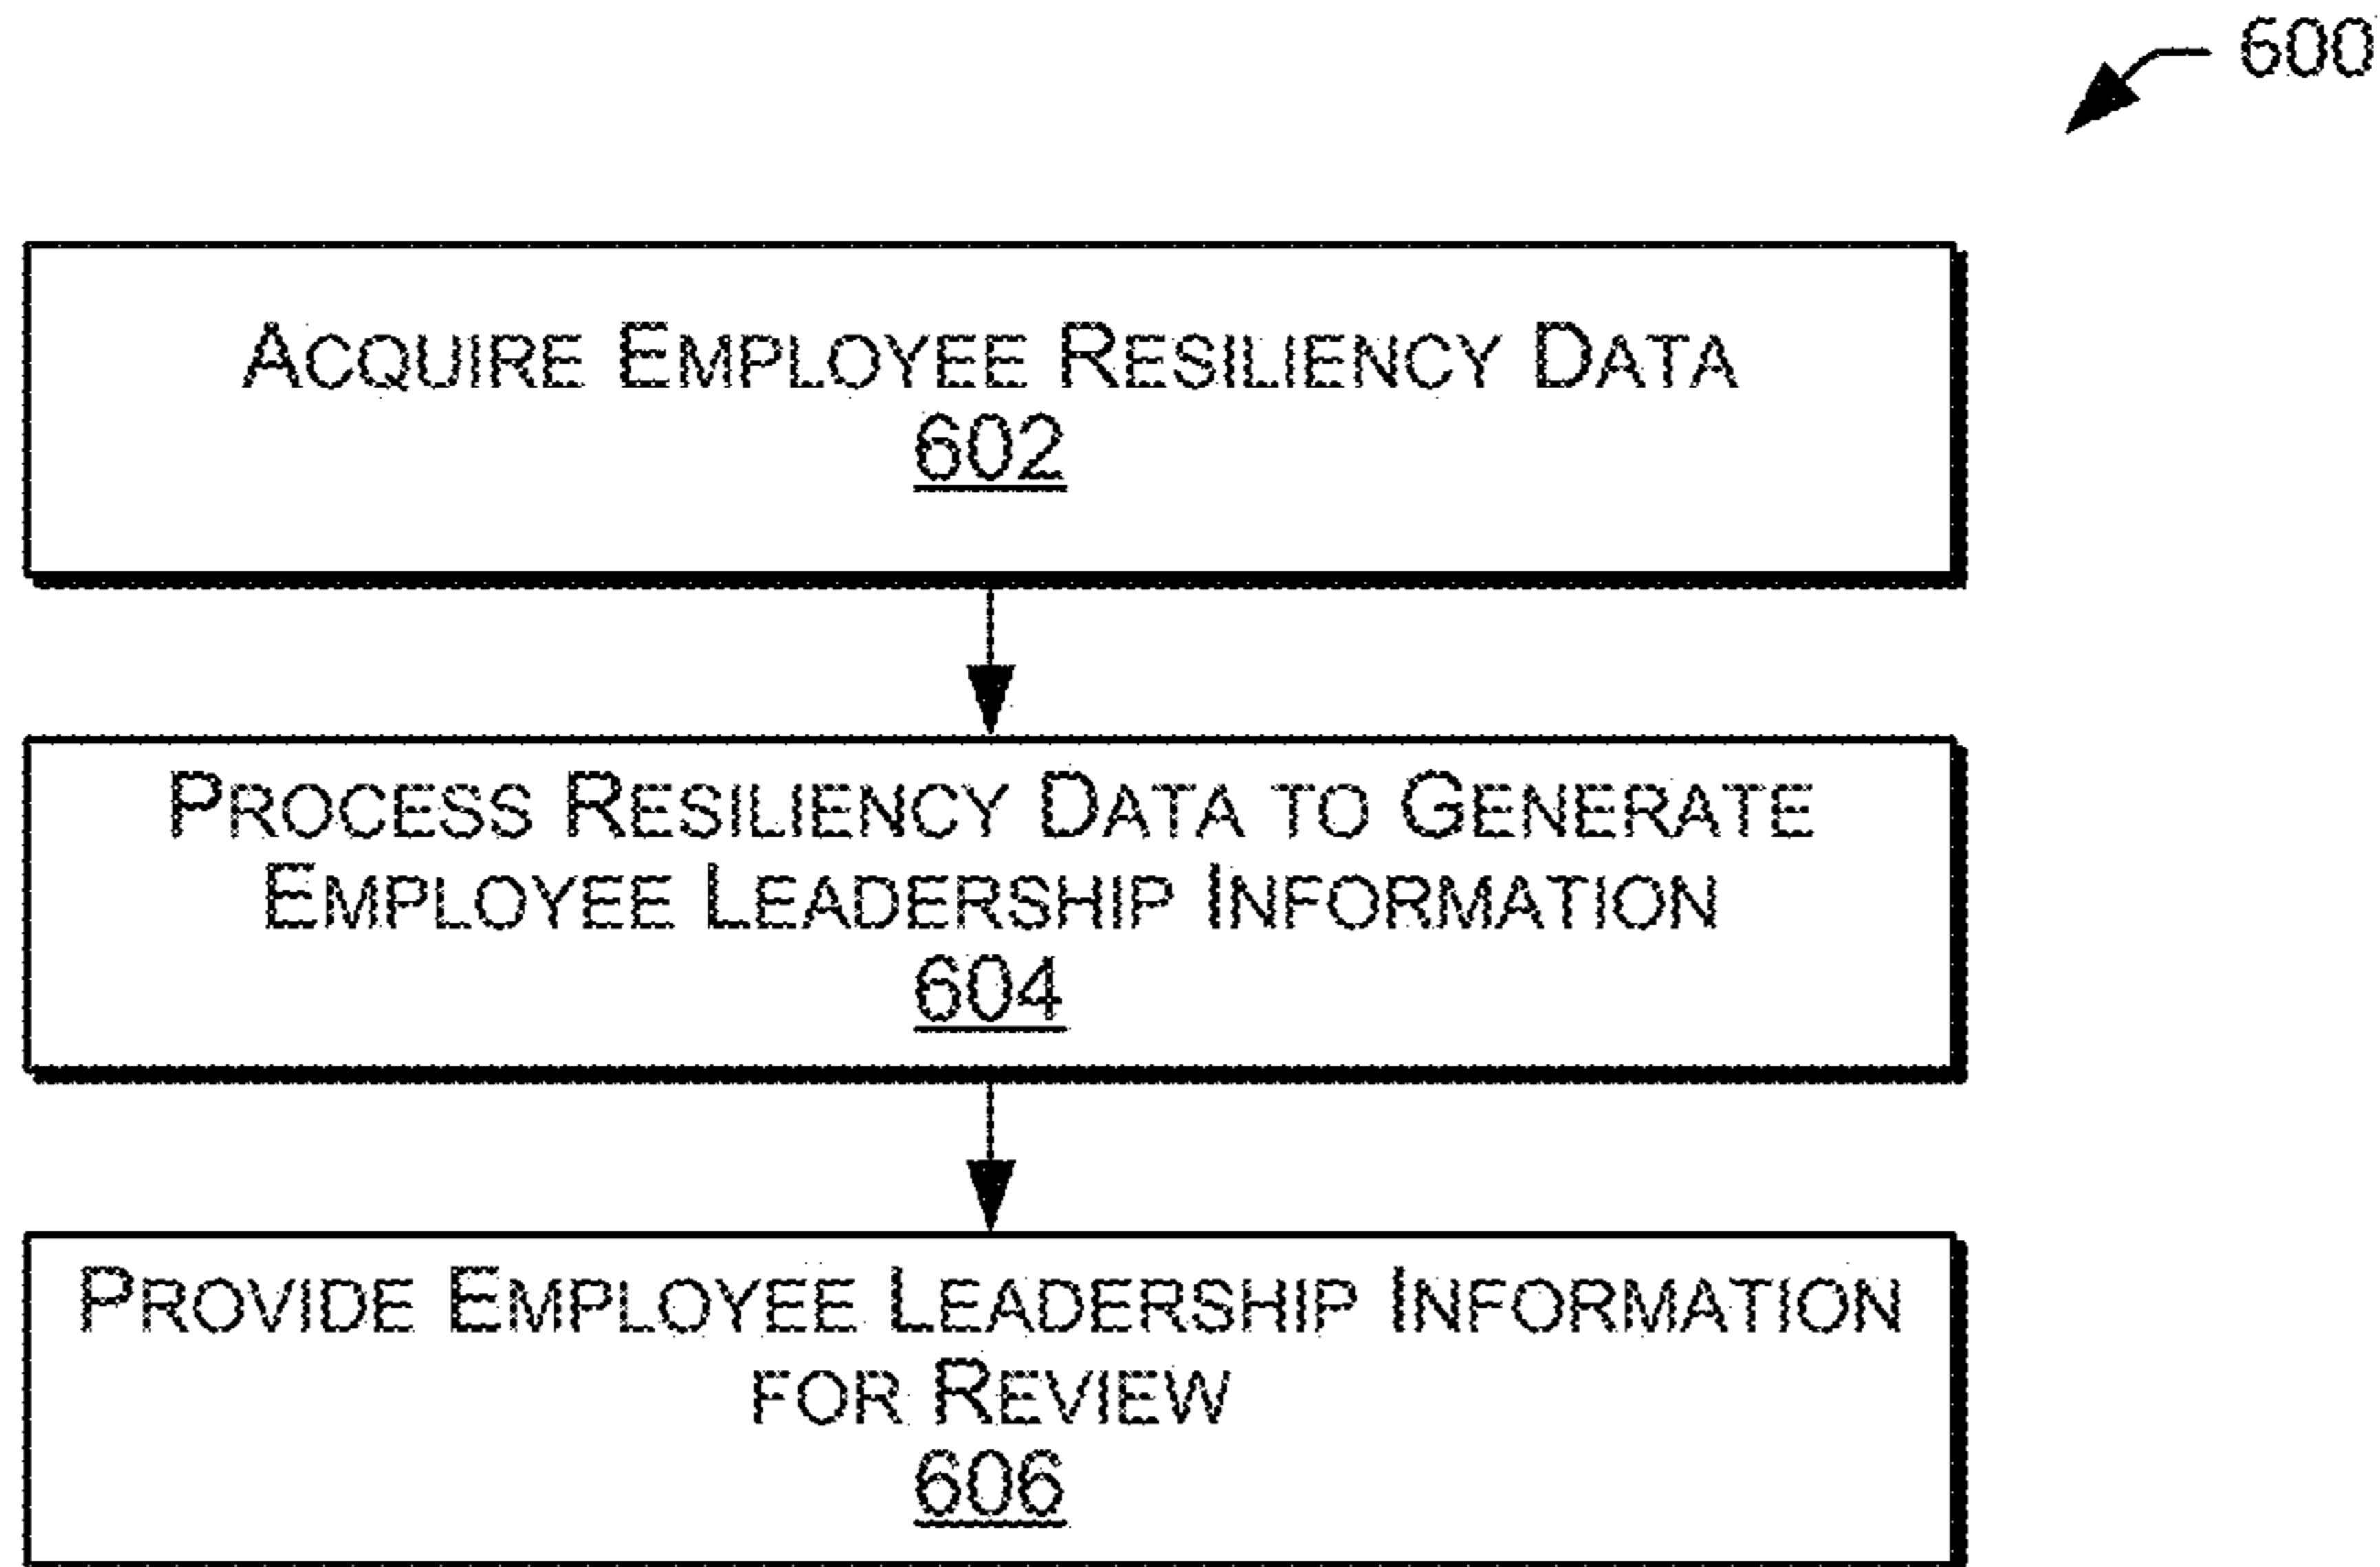 600
ACQUIRE EMPLOYEE RESILIENCY DATA
602
PROCESS RESILIENCY DATA TO GENERATE
EMPLOYEE LEADERSHIP INFORMATION
604
PROVIDE EMPLOYEE LEADERSHIP INFORMATION
FOR REVIEW
606